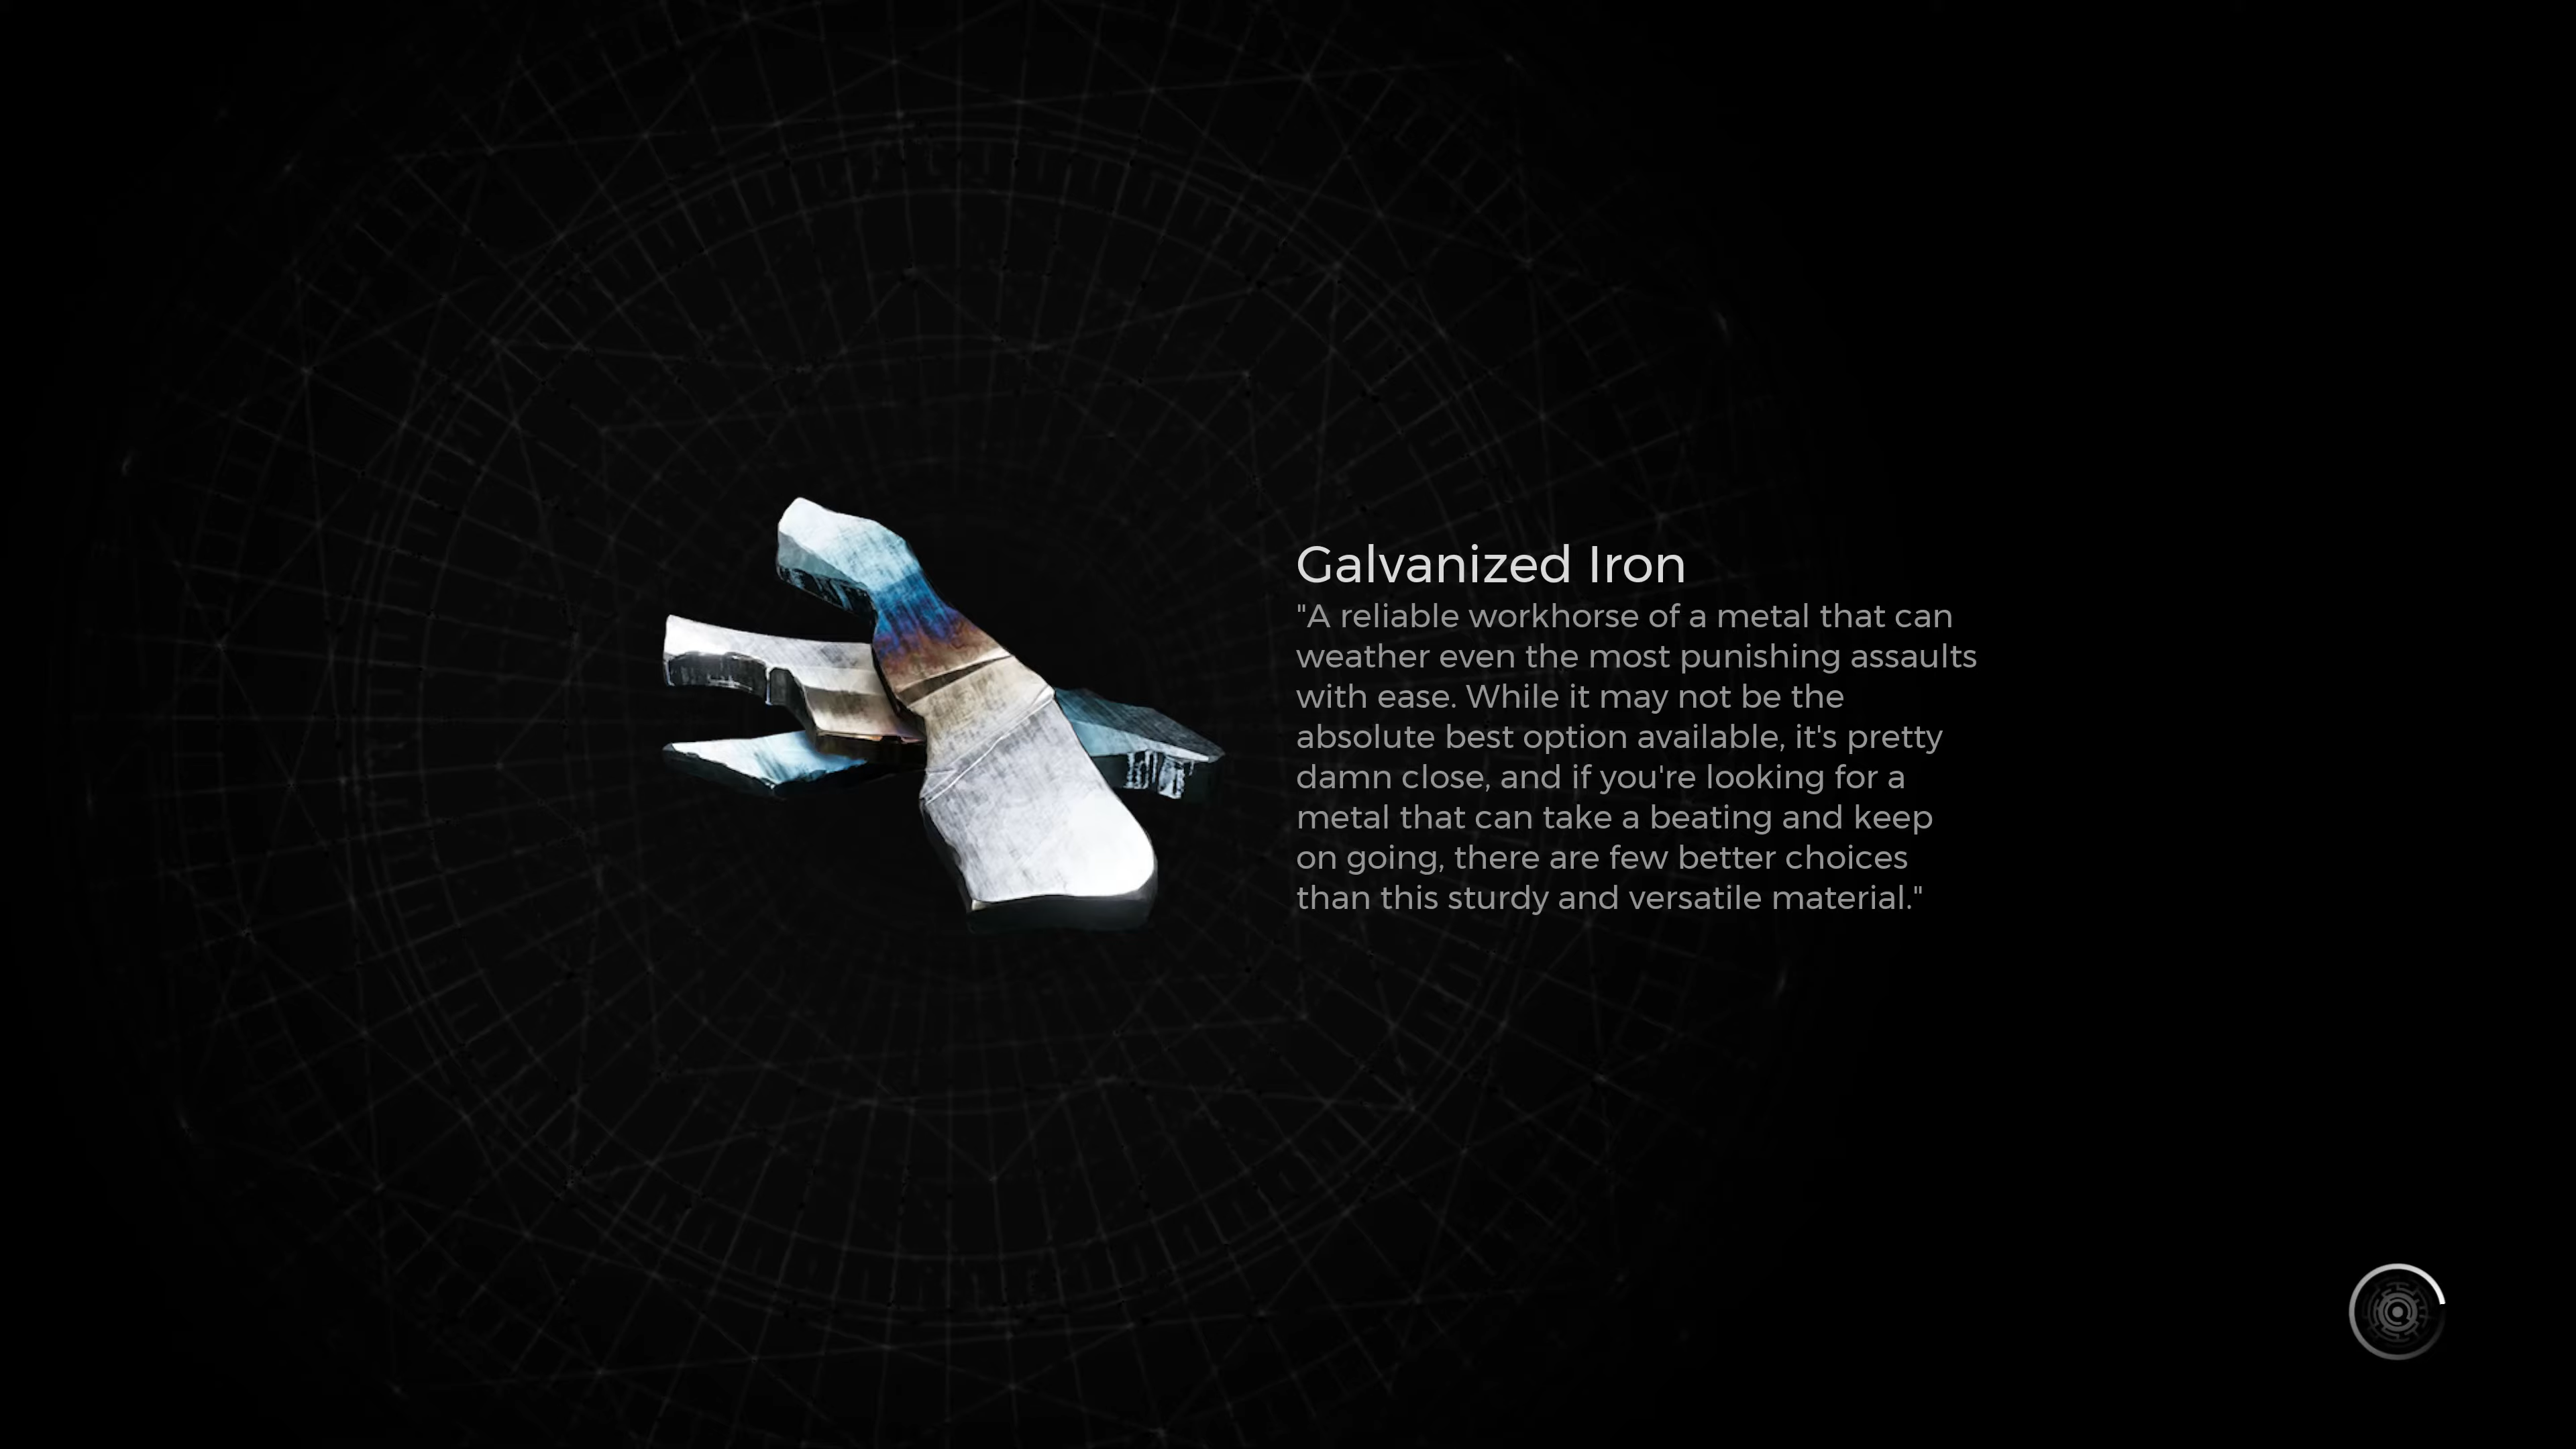 Galvanized Iron
"A reliable workhorse of a metal that can
weather even the most punishing assaults
with ease. While it may not be the
absolute best option available, it's pretty
damn close, and if you're looking for a
metal that can take a beating and keep
on going, there are few better choices
than this sturdy and versatile material."